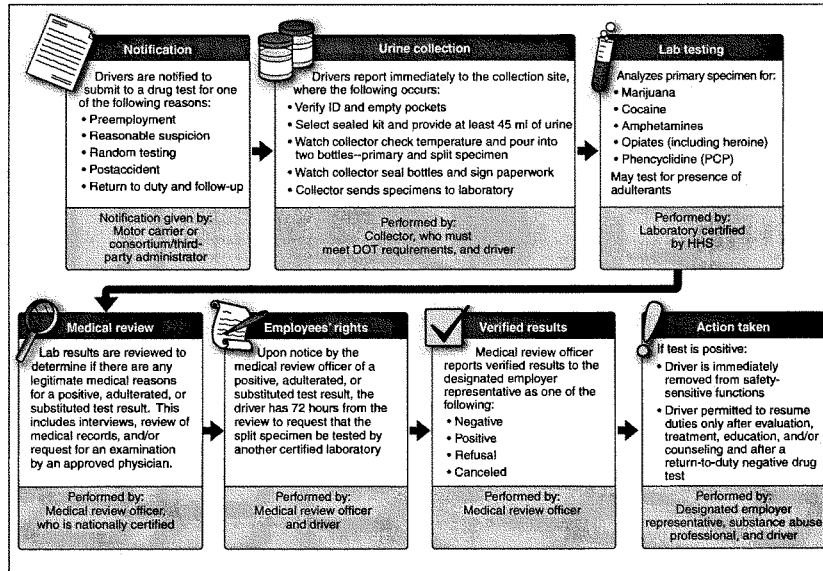 Notification
Drivers are notified to
submit to a drug test for one
of the following reasons:
• Preemployment
• Reasonable suspicion
• Random testing
• Postaccident
• Return to duty and follow-up
Notification given by:
Motor carrier or
consortium/third-
party administrator
Urine collection
Drivers report immediately to the collection site,
where the following occurs:
• Verify ID and empty pockets
• Select sealed kit and provide at least 45 ml of urine
• Watch collector check temperature and pour into
two bottles--primary and split specimen
• Watch collector seal bottles and sign paperwork
• Collector sends specimens to laboratory
Performed by:
Collector, who must
meet DOT requirements, and driver
Lab testing
Analyzes primary specimen for:
• Marijuana
• Cocaine
• Amphetamines
• Opiates (including heroine)
• Phencyclidine (PCP)
May test for presence of
adulterants
Performed by:
Laboratory certified
by HHS
Medical review
Lab results are reviewed to
determine if there are any
legitimate medical reasons
for a positive, adulterated, or
substituted test result. This
includes interviews, review of
medical records, and/or
request for an examination
by an approved physician.
Performed by:
Medical review officer,
who is nationally certified
Employees' rights
Upon notice by the
medical review officer of a
positive, adulterated, or
substituted test result, the
driver has 72 hours from the
review to request that the
split specimen be tested by
another certified laboratory
Performed by:
Medical review officer
and driver
Verified results
Medical review officer
reports verified results to the
designated employer
representative as one of the
following:
• Negative
• Positive
• Refusal
• Canceled
Performed by:
Medical review officer
Action taken
If test is positive:
• Driver is immediately
removed from safety-
sensitive functions
• Driver permitted to resume
duties only after evaluation,
treatment, education, and/or
counseling and after a
return-to-duty negative drug
test
Performed by:
Designated employer
representative, substance abuse
professional, and driver